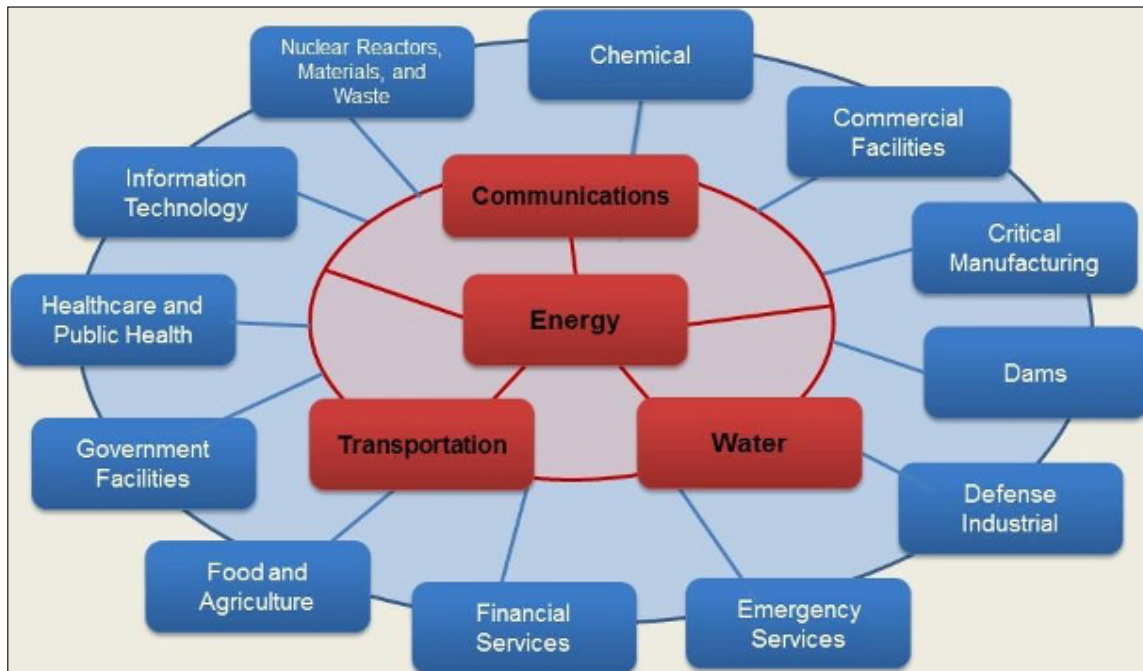 Nuclear Reactors,
Materials, and
Waste
Chemical
Commercial
Facilities
Information
Technology
Communications
Critical
Manufacturing
Healthcare and
Public Health
Energy
Dams
Government
Facilities
Transportation
Water
Defense
Industrial
Food and
Agriculture
Financial
Services
Emergency
Services